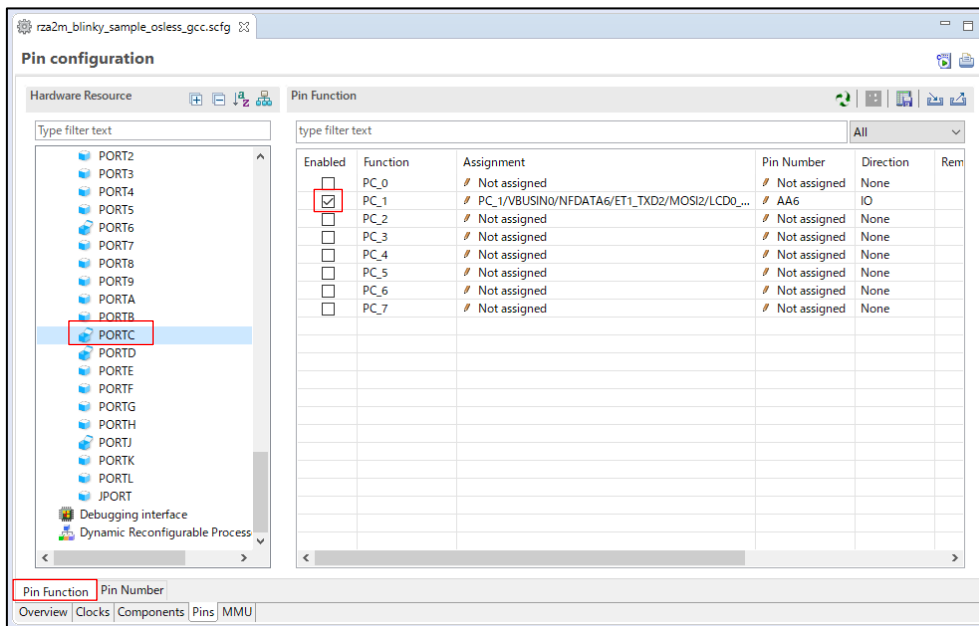 rza2m_blinky_sample_osless_gcc.scfg
Pin configuration
Hardware Resource
Pin Function
Type filter text
type filter text
All
PORT2
PORT3
PORT4
PORT5
PORT6
PORT7
PORT8
PORT9
PORTA
PORTB
PORTC
PORTD
PORTE
PORTF
PORTG
PORTH
PORTJ
PORTK
PORTL
JPORT
Debugging interface
Dynamic Reconfigurable Process
Enabled Function Assignment Pin Number Direction Rem
PC_0 Not assigned Not assigned None
PC_1 PC_1/VBUSIN0/NFDATA6/ET1_TXD2/MOSI2/LCD0_... AA6 IO
PC_2 Not assigned Not assigned None
PC_3 Not assigned Not assigned None
PC_4 Not assigned Not assigned None
PC_5 Not assigned Not assigned None
PC_6 Not assigned Not assigned None
PC_7 Not assigned Not assigned None
Pin Function Pin Number
Overview Clocks Components Pins MMU